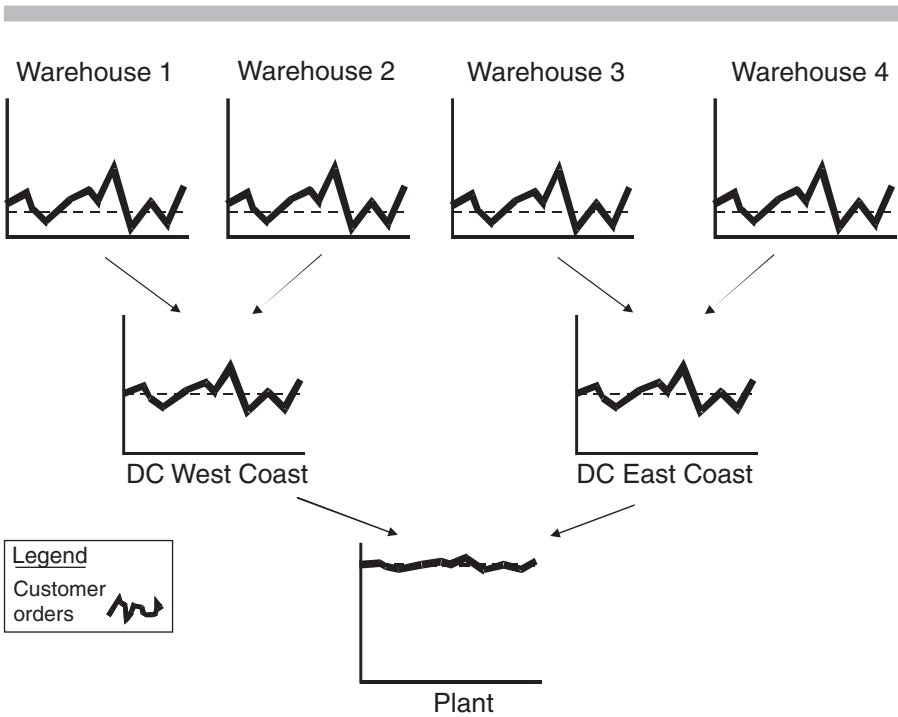 Warehouse 1
Warehouse 2
Warehouse 3
Warehouse 4
DC West Coast
DC East Coast
Legend
Customer
orders
Plant